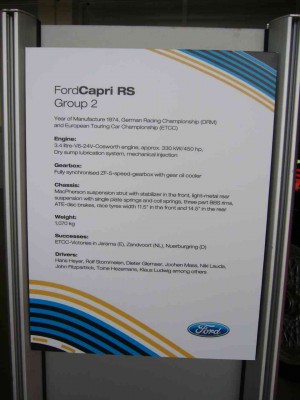 FordCapri RS
Group 2
Year of Manufacture 1974, German Racing Championship (DRM)
and European Touring Car Championship (ETCC)
Engine:
3.4 litre-V6-24V-Cosworth engine, approx. 330 kW/450 hp,
Dry sump lubrication system, mechanical injection
Gearbox:
Fully synchronised ZF-5-speed-gearbox with gear oil cooler
Chassis:
MacPherson suspension strut with stabilizer in the front, light-metal rear
suspension with single plate springs and coil springs, three part BBS rims,
ATE-disc brakes, race tyres width 11.5" in the front and 14.8" in the rear
Weight:
1,070 kg
Successes:
ETCC-Victories in Jarama (E), Zandvoort (NL), Nuerburgring (D)
Drivers:
Hans Heyer, Rolf Stommelen, Dieter Glemser, Jochen Mass, Niki Lauda,
John Fitzpatrick, Toine Hezemans, Klaus Ludwig among others
Ford